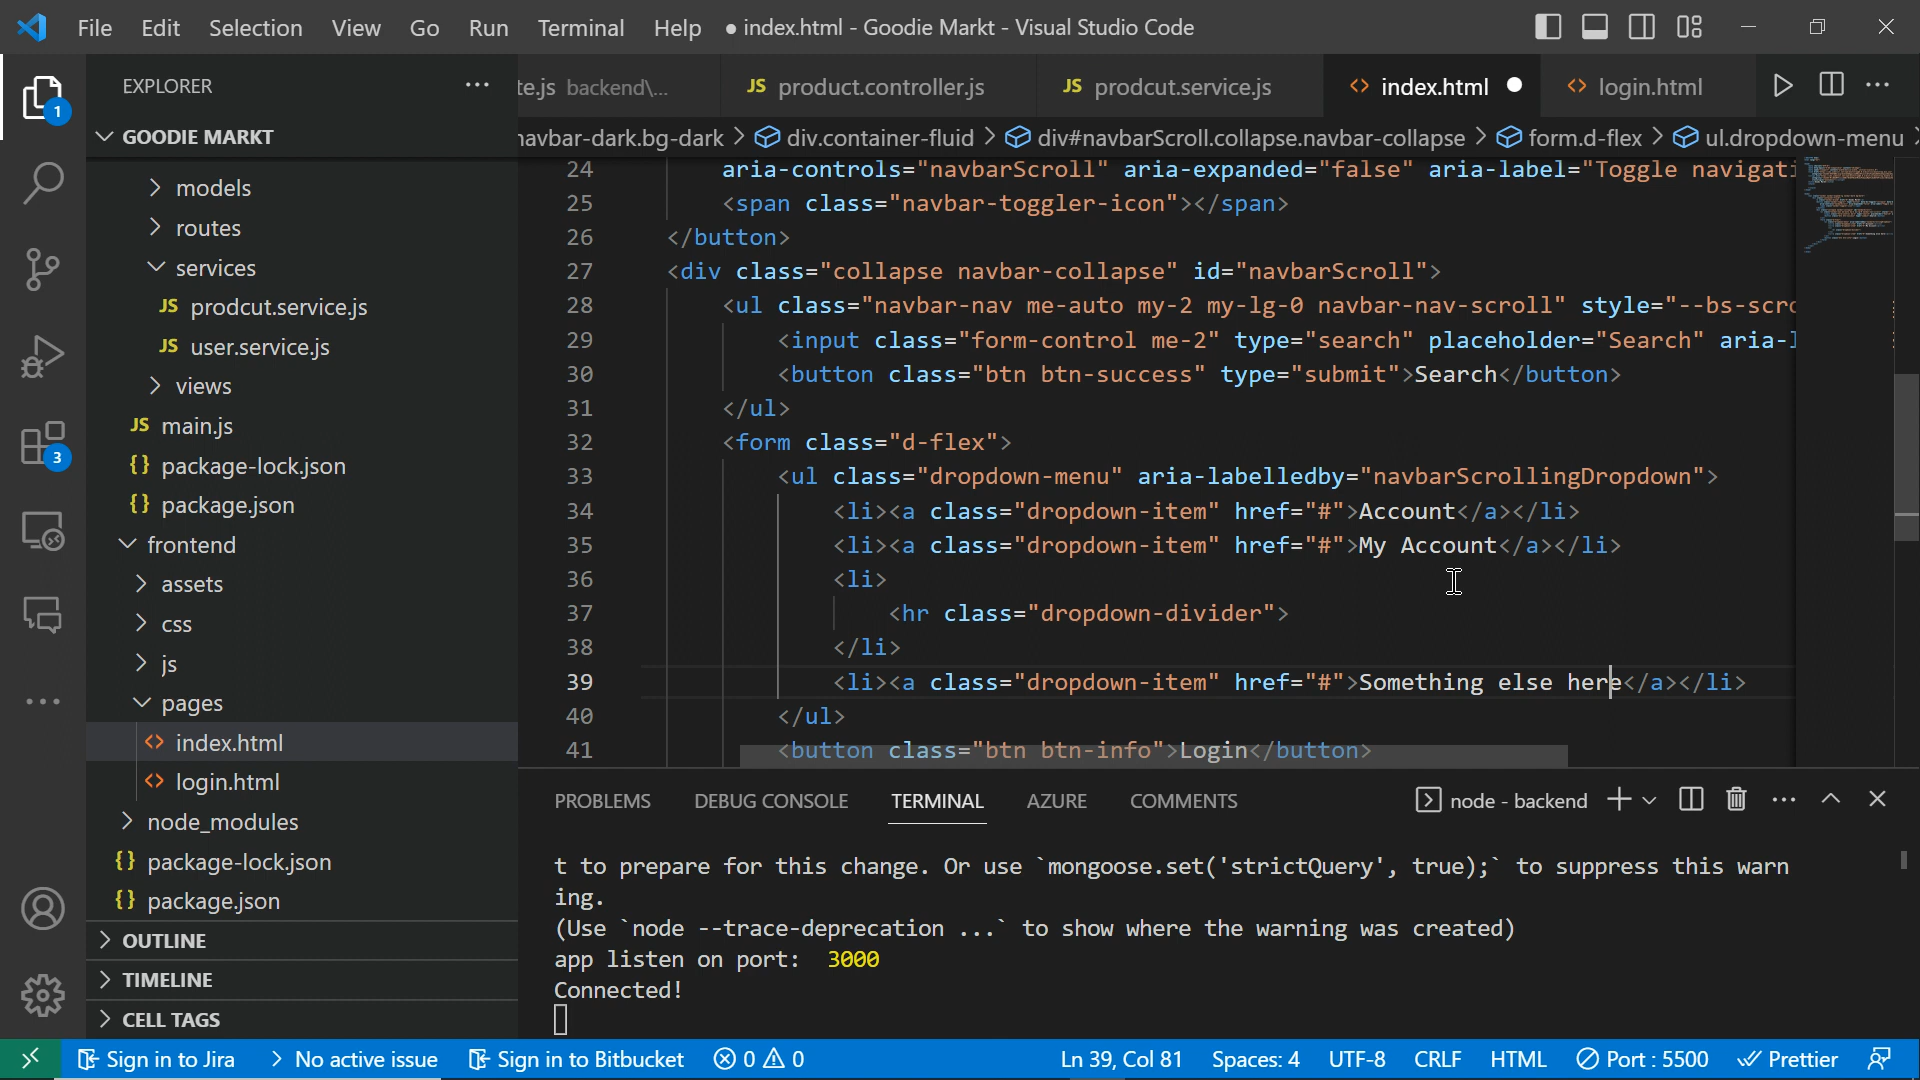 File Edit Selection View Go Run Terminal Help ● index.html - Goodie Markt - Visual Studio Code
EXPLORER ···
GOODIE MARKT
models
routes
services
JS prodcut.service.js
JS user.service.js
views
JS main.js
{} package-lock.json
{} package.json
frontend
assets
css
js
pages
<> index.html
<> login.html
node_modules
{} package-lock.json
{} package.json
OUTLINE
TIMELINE
CELL TAGS
1
3
te.js backend\... JS product.controller.js JS prodcut.service.js <> index.html ● <> login.html
navbar-dark.bg-dark > div.container-fluid > div#navbarScroll.collapse.navbar-collapse > form.d-flex > ul.dropdown-menu >
24 aria-controls="navbarScroll" aria-expanded="false" aria-label="Toggle navigati
25 <span class="navbar-toggler-icon"></span>
26 </button>
27 <div class="collapse navbar-collapse" id="navbarScroll">
28 <ul class="navbar-nav me-auto my-2 my-lg-0 navbar-nav-scroll" style="--bs-scro
29 <input class="form-control me-2" type="search" placeholder="Search" aria-l
30 <button class="btn btn-success" type="submit">Search</button>
31 </ul>
32 <form class="d-flex">
33 <ul class="dropdown-menu" aria-labelledby="navbarScrollingDropdown">
34 <li><a class="dropdown-item" href="#">Account</a></li>
35 <li><a class="dropdown-item" href="#">My Account</a></li>
36 <li>
37 <hr class="dropdown-divider">
38 </li>
39 <li><a class="dropdown-item" href="#">Something else here</a></li>
40 </ul>
41 <button class="btn btn-info">Login</button>
PROBLEMS DEBUG CONSOLE TERMINAL AZURE COMMENTS node - backend
t to prepare for this change. Or use `mongoose.set('strictQuery', true);` to suppress this warn
ing.
(Use `node --trace-deprecation ...` to show where the warning was created)
app listen on port: 3000
Connected!
Sign in to Jira > No active issue Sign in to Bitbucket 0 0 Ln 39, Col 81 Spaces: 4 UTF-8 CRLF HTML Port : 5500 Prettier